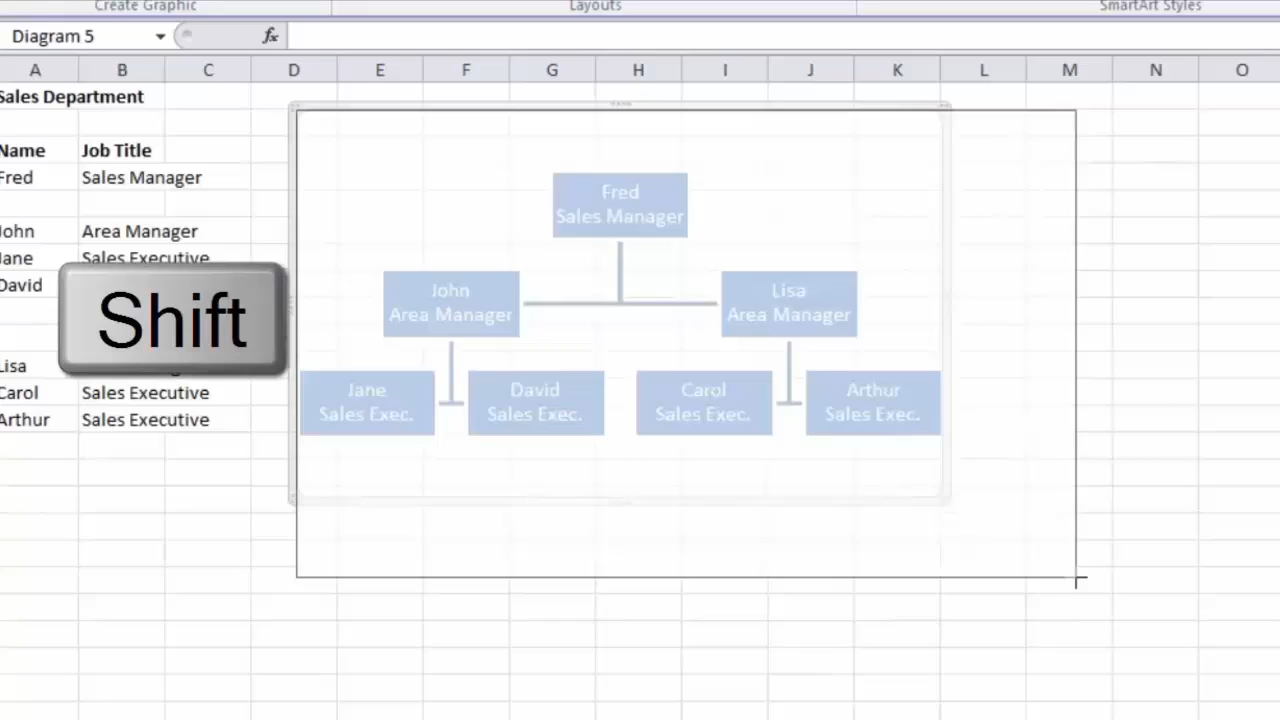 Create Graphic Layouts SmartArt Styles
Diagram 5 fx
A B C D E F G H I J K L M N O
Sales Department
Name Job Title
Fred Sales Manager
John Area Manager
Jane Sales Executive
David
Lisa
Carol Sales Executive
Arthur Sales Executive
Shift
Fred
Sales Manager
John
Area Manager
Lisa
Area Manager
Jane
Sales Exec.
David
Sales Exec.
Carol
Sales Exec.
Arthur
Sales Exec.